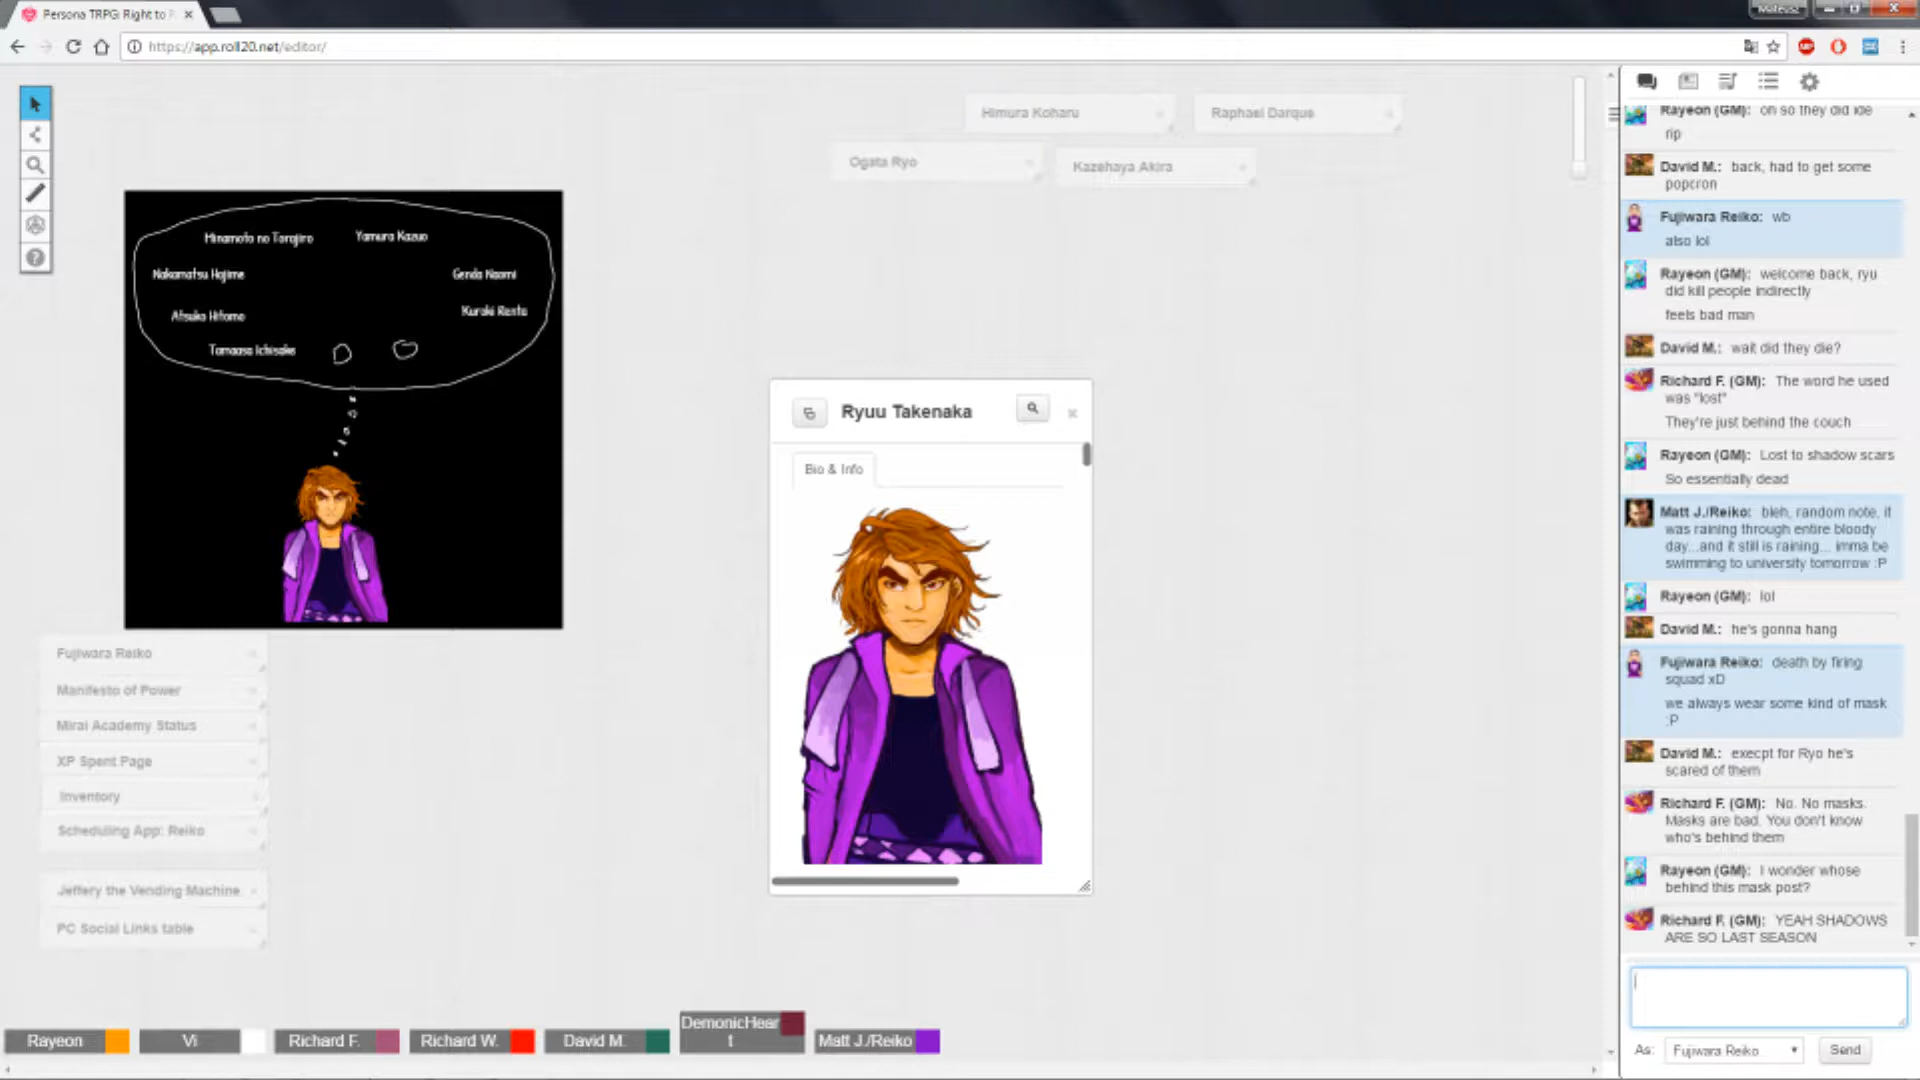 Persona TRPG: Right to
Mateusz
https://app.roll20.net/editor/
Himura Koharu
Raphael Darque
Ogata Ryo
Kazehaya Akira
Hinamoto no Torajiro
Yamura Kazuo
Nakamatsu Hajime
Genda Naomi
Atsuko Hitomo
Kuroki Renta
Tamaasa Ichisake
Ryuu Takenaka
Bio & Info
Fujiwara Reiko
Manifesto of Power
Mirai Academy Status
XP Spent Page
Inventory
Scheduling App: Reiko
Jeffery the Vending Machine
PC Social Links table
Rayeon
Vi
Richard F.
Richard W.
David M.
DemonicHear
t
Matt J./Reiko
Rayeon (GM): oh so they did ide
rip
David M.: back, had to get some
popcron
Fujiwara Reiko: wb
also lol
Rayeon (GM): welcome back, ryu
did kill people indirectly
feels bad man
David M.: wait did they die?
Richard F. (GM): The word he used
was "lost"
They're just behind the couch
Rayeon (GM): Lost to shadow scars
So essentially dead
Matt J./Reiko: bleh, random note, it
was raining through entire bloody
day...and it still is raining... imma be
swimming to university tomorrow :P
Rayeon (GM): lol
David M.: he's gonna hang
Fujiwara Reiko: death by firing
squad xD
we always wear some kind of mask
:P
David M.: execpt for Ryo he's
scared of them
Richard F. (GM): No. No masks.
Masks are bad. You don't know
who's behind them
Rayeon (GM): I wonder whose
behind this mask post?
Richard F. (GM): YEAH SHADOWS
ARE SO LAST SEASON
As: Fujiwara Reiko
Send